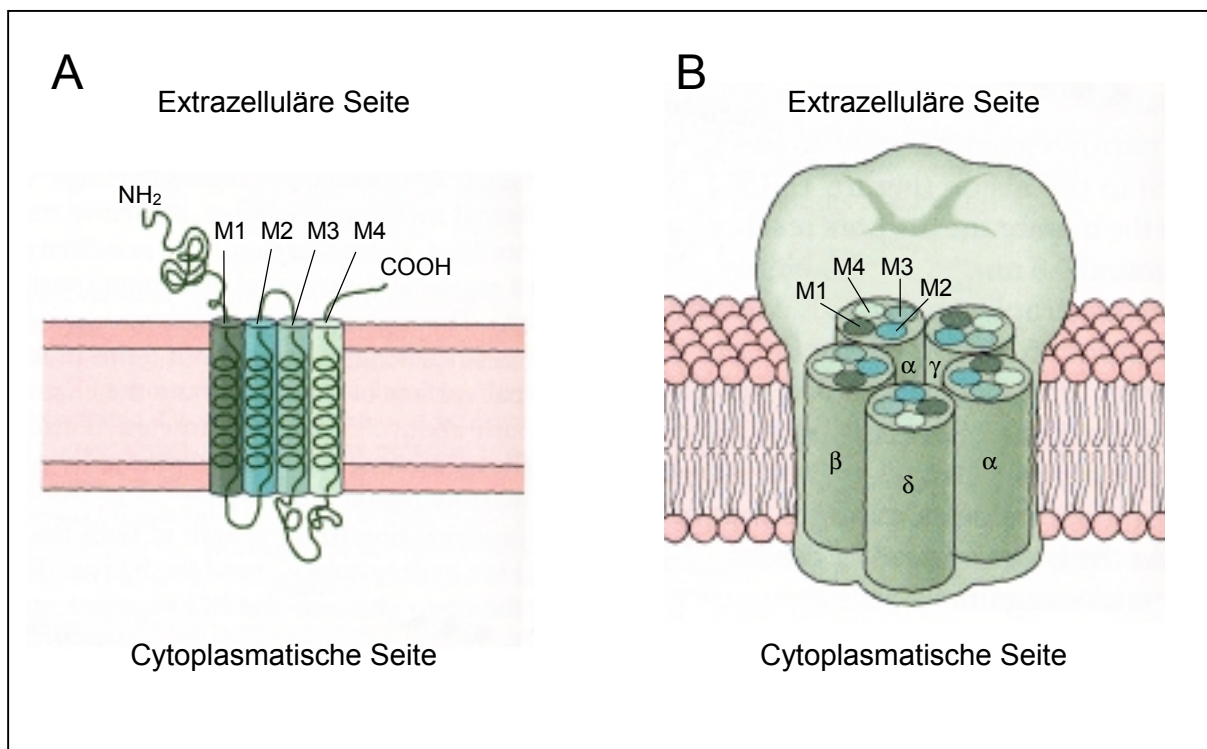 A
Extrazelluläre Seite
NH₂
M1 M2 M3 M4
COOH
Cytoplasmatische Seite
B
Extrazelluläre Seite
M4 M3
M1 M2
α γ
β δ α
Cytoplasmatische Seite